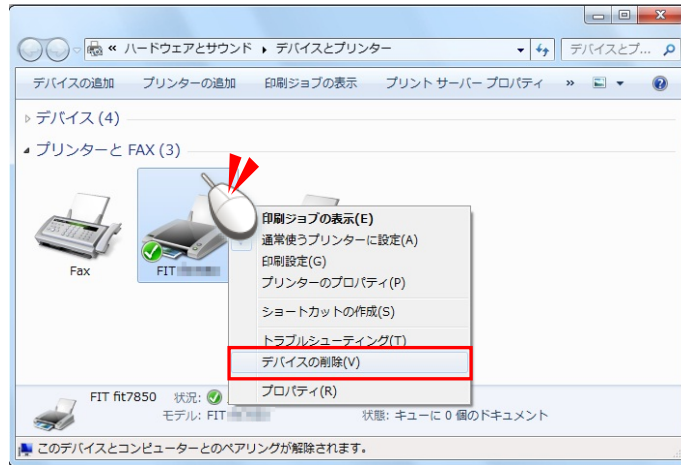 « ハードウェアとサウンド ▸ デバイスとプリンター
デバイスとプ...
デバイスの追加 プリンターの追加 印刷ジョブの表示 プリント サーバー プロパティ »
デバイス (4)
プリンターと FAX (3)
Fax
FIT
印刷ジョブの表示(E)
通常使うプリンターに設定(A)
印刷設定(G)
プリンターのプロパティ(P)
ショートカットの作成(S)
トラブルシューティング(T)
デバイスの削除(V)
プロパティ(R)
FIT fit7850 状況:
モデル: FIT 状態: キューに 0 個のドキュメント
このデバイスとコンピューターとのペアリングが解除されます。